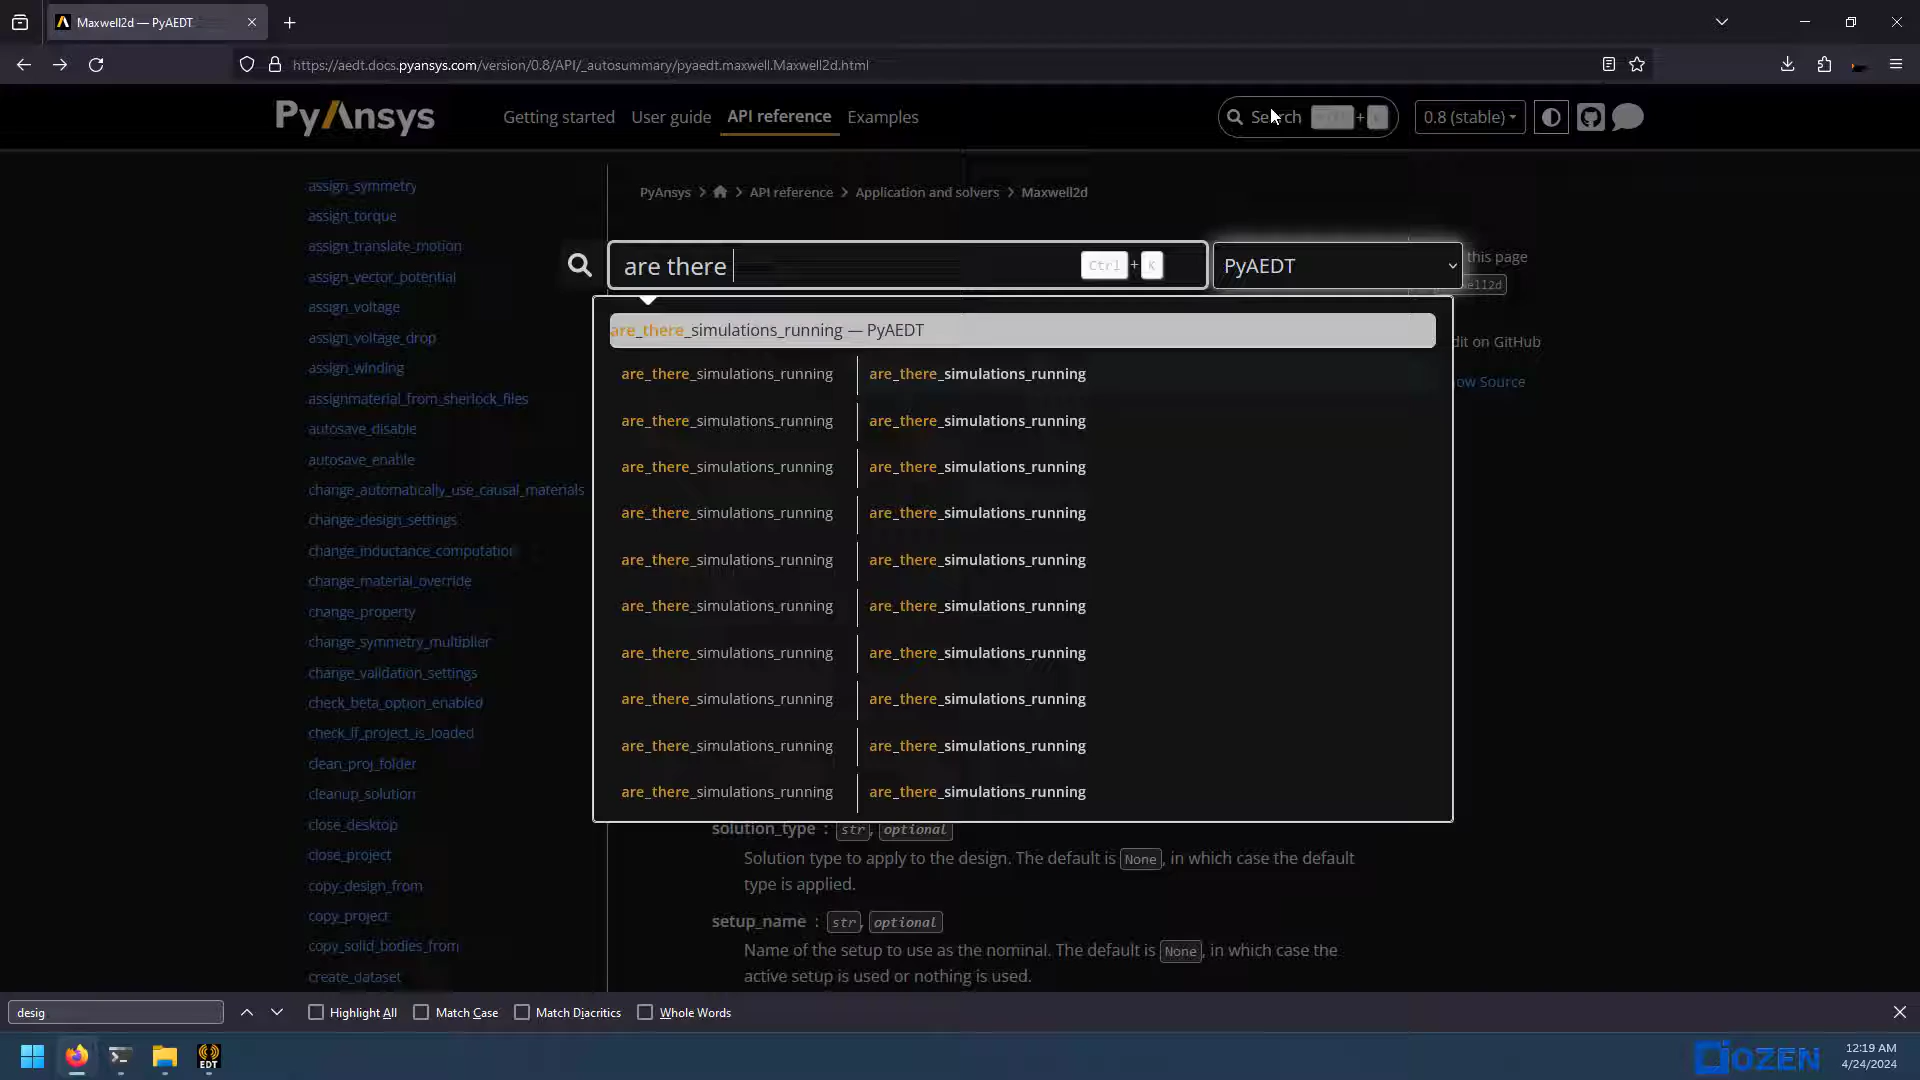 Maxwell2d — PyAEDT
https://aedt.docs.pyansys.com/version/0.8/API/_autosummary/pyaedt.maxwell.Maxwell2d.html
PyAnsys
Getting started
User guide
API reference
Examples
Search
+
0.8 (stable)
assign_symmetry
assign_torque
assign_translate_motion
assign_vector_potential
assign_voltage
assign_voltage_drop
assign_winding
assignmaterial_from_sherlock_files
autosave_disable
autosave_enable
change_automatically_use_causal_materials
change_design_settings
change_inductance_computation
change_material_override
change_property
change_symmetry_multiplier
change_validation_settings
check_beta_option_enabled
check_if_project_is_loaded
clean_proj_folder
cleanup_solution
close_desktop
close_project
copy_design_from
copy_project
copy_solid_bodies_from
create_dataset
PyAnsys > > API reference > Application and solvers > Maxwell2d
are there
Ctrl + K
PyAEDT
this page
ell2d
dit on GitHub
ow Source
are_there_simulations_running — PyAEDT
are_there_simulations_running are_there_simulations_running
are_there_simulations_running are_there_simulations_running
are_there_simulations_running are_there_simulations_running
are_there_simulations_running are_there_simulations_running
are_there_simulations_running are_there_simulations_running
are_there_simulations_running are_there_simulations_running
are_there_simulations_running are_there_simulations_running
are_there_simulations_running are_there_simulations_running
are_there_simulations_running are_there_simulations_running
are_there_simulations_running are_there_simulations_running
solution_type : str, optional
Solution type to apply to the design. The default is None, in which case the default
type is applied.
setup_name : str, optional
Name of the setup to use as the nominal. The default is None, in which case the
active setup is used or nothing is used.
desig
Highlight All
Match Case
Match Diacritics
Whole Words
EDT
OZEN
12:19 AM
4/24/2024